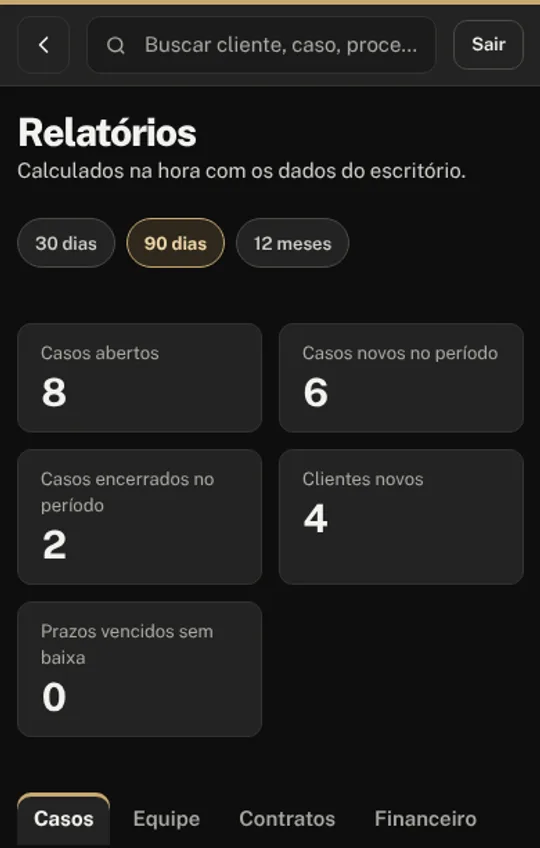 Buscar cliente, caso, proce...
Sair
Relatórios
Calculados na hora com os dados do escritório.
30 dias
90 dias
12 meses
Casos abertos
8
Casos novos no período
6
Casos encerrados no
período
2
Clientes novos
4
Prazos vencidos sem
baixa
0
Casos
Equipe
Contratos
Financeiro